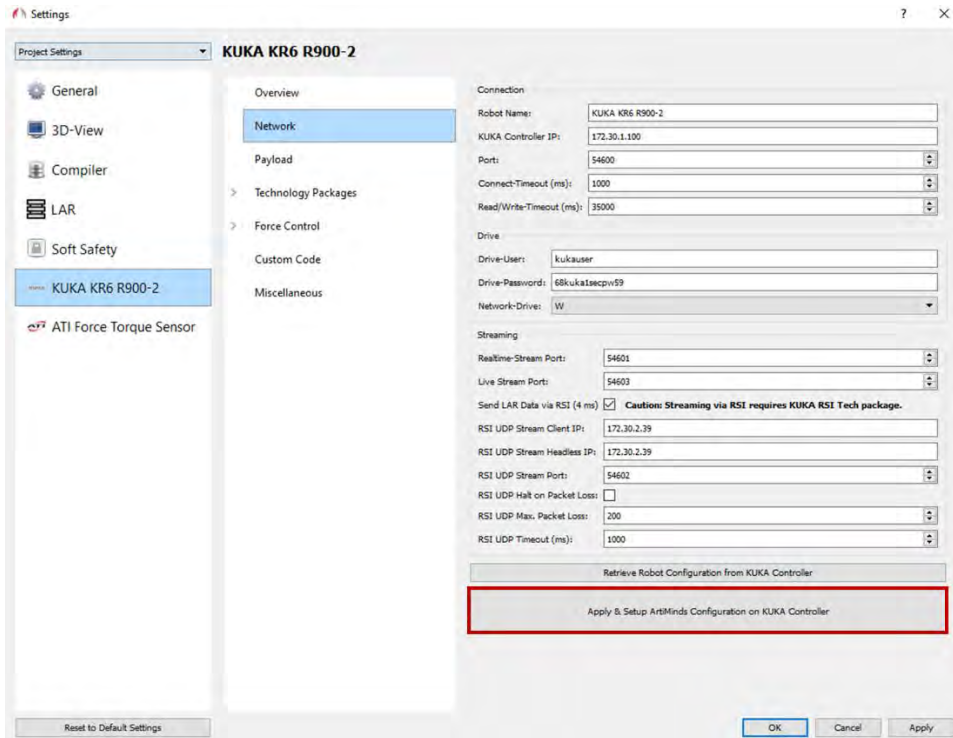 Settings
?
Project Settings
KUKA KR6 R900-2
General
3D-View
Compiler
LAR
Soft Safety
KUKA KR6 R900-2
ATI Force Torque Sensor
Overview
Network
Payload
Technology Packages
Force Control
Custom Code
Miscellaneous
Connection
Robot Name: KUKA KR6 R900-2
KUKA Controller IP: 172.30.1.100
Port: 54600
Connect-Timeout (ms): 1000
Read/Write-Timeout (ms): 35000
Drive
Drive-User: kukauser
Drive-Password: 68kuka1secpw59
Network-Drive: W
Streaming
Realtime-Stream Port: 54601
Live Stream Port: 54603
Send LAR Data via RSI (4 ms) Caution: Streaming via RSI requires KUKA RSI Tech package.
RSI UDP Stream Client IP: 172.30.2.39
RSI UDP Stream Headless IP: 172.30.2.39
RSI UDP Stream Port: 54602
RSI UDP Halt on Packet Loss:
RSI UDP Max. Packet Loss: 200
RSI UDP Timeout (ms): 1000
Retrieve Robot Configuration from KUKA Controller
Apply & Setup ArtiMinds Configuration on KUKA Controller
Reset to Default Settings
OK
Cancel
Apply